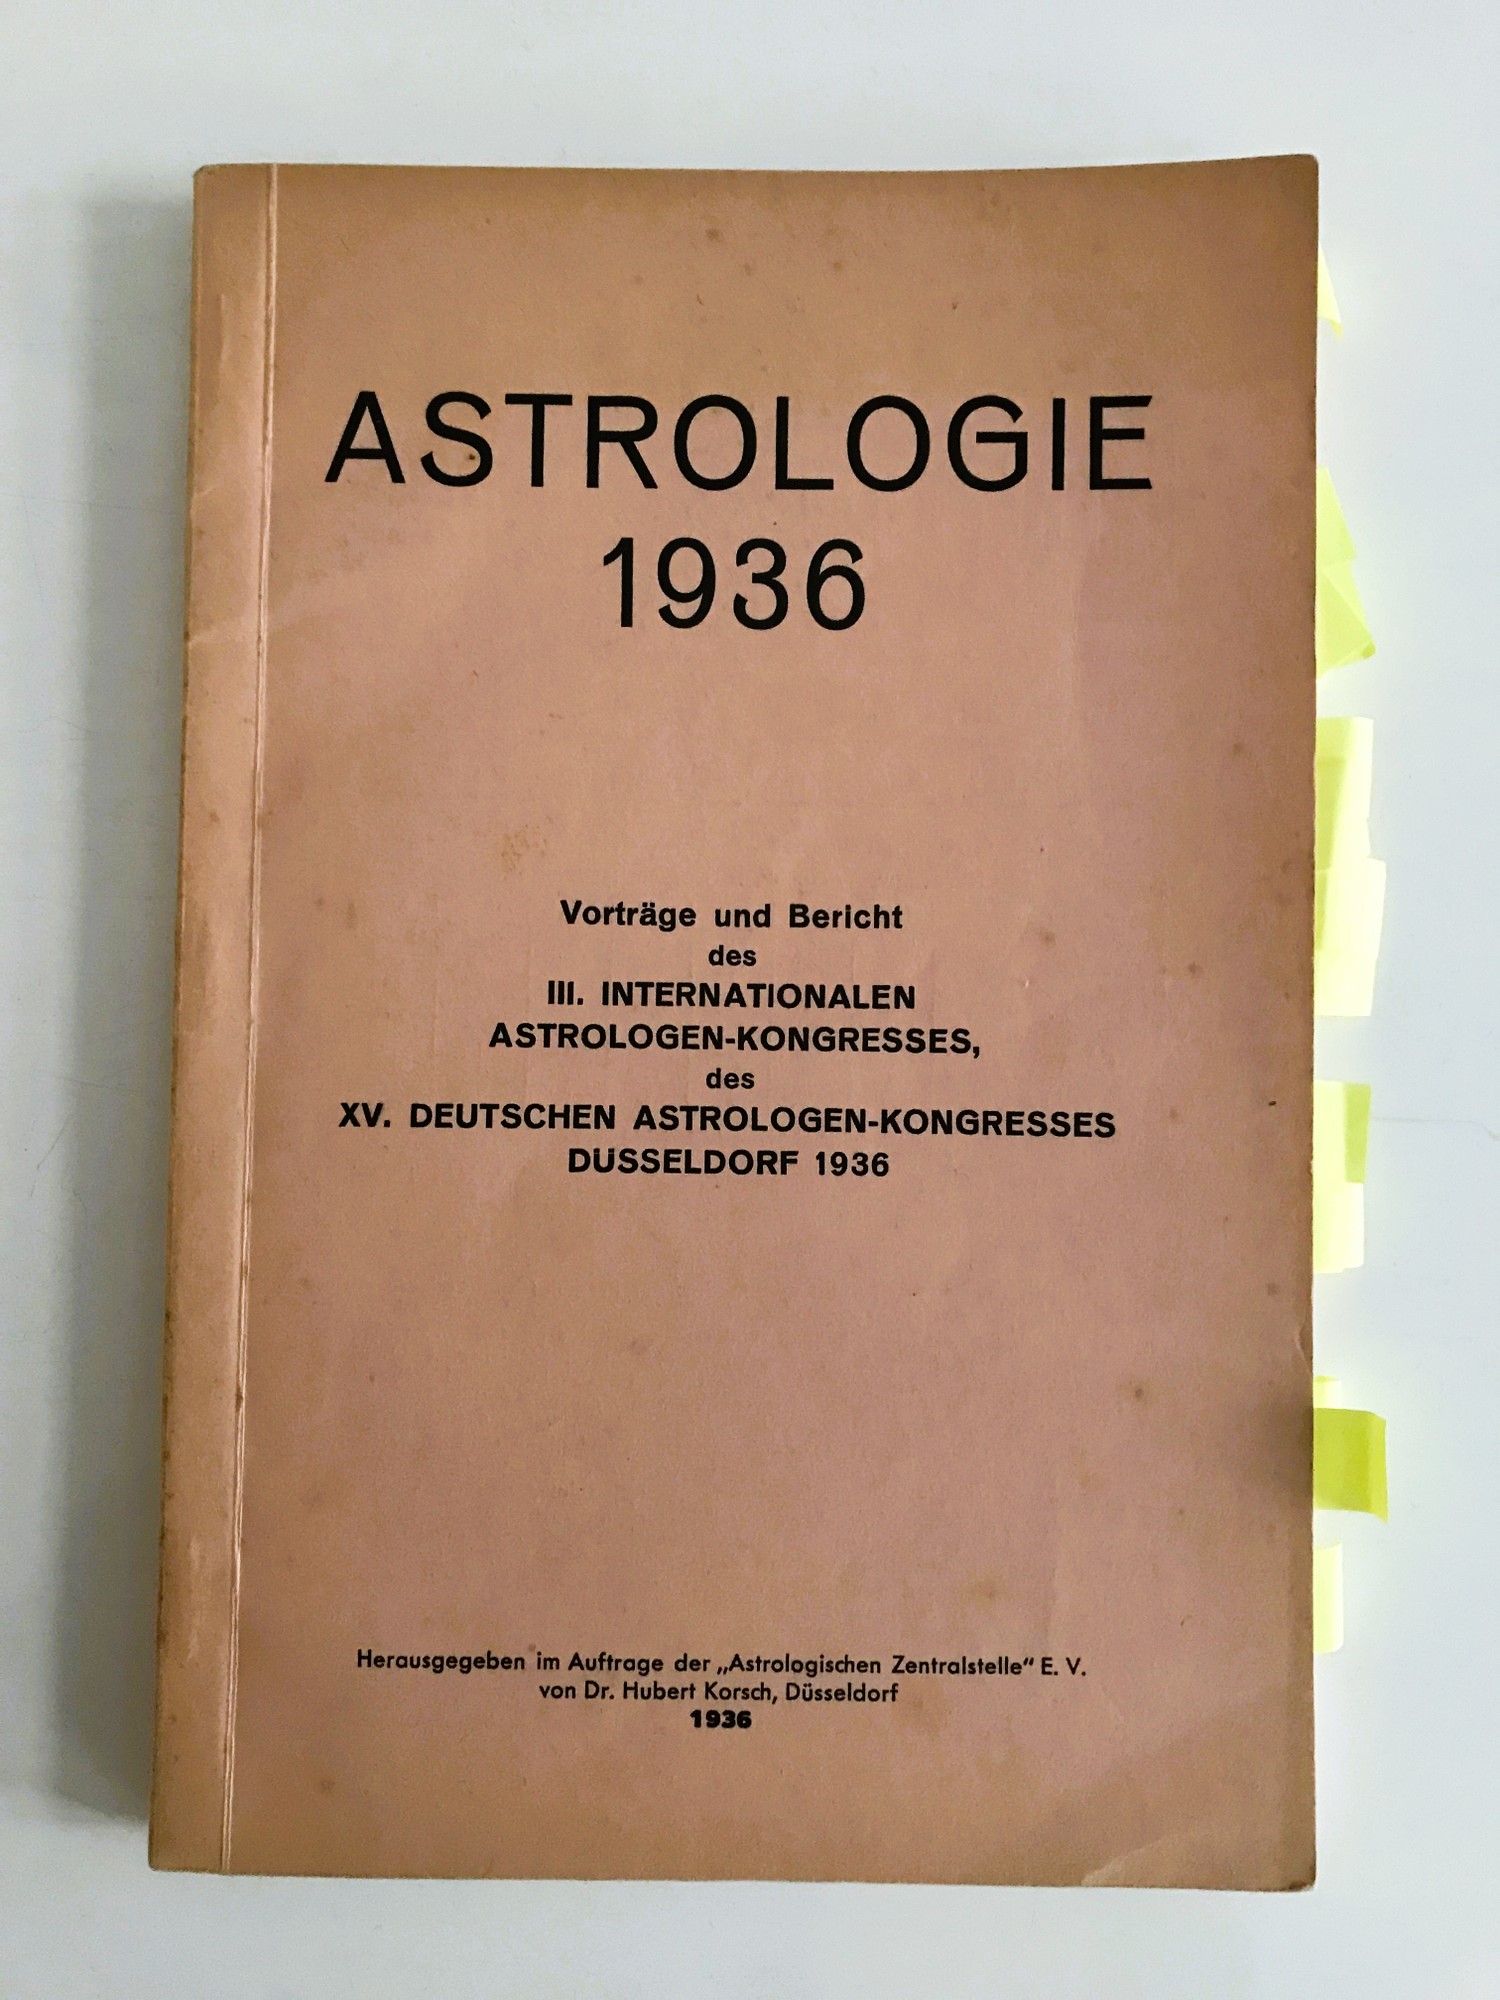 ASTROLOGIE
1936
Vorträge und Bericht
des
III. INTERNATIONALEN
ASTROLOGEN-KONGRESSES,
des
XV. DEUTSCHEN ASTROLOGEN-KONGRESSES
DÜSSELDORF 1936
Herausgegeben im Auftrage der „Astrologischen Zentralstelle" E. V.
von Dr. Hubert Korsch, Düsseldorf
1936